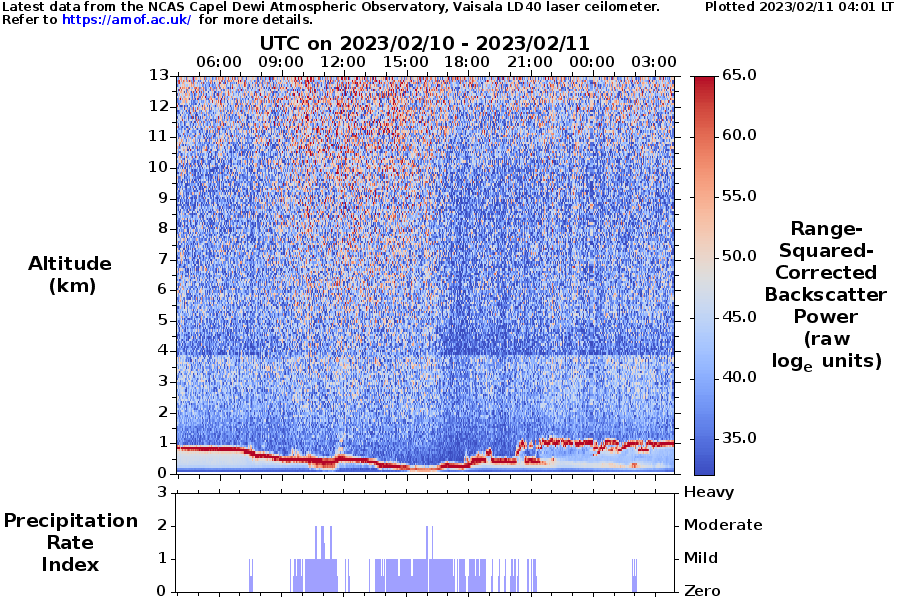 Latest data from the NCAS Capel Dewi Atmospheric Observatory, Vaisala LD40 laser ceilometer. Plotted 2023/02/11 04:01 LT
Refer to https://amof.ac.uk/ for more details.
UTC on 2023/02/10 - 2023/02/11
06:00 09:00 12:00 15:00 18:00 21:00 00:00 03:00
13
12
11
10
9
8
7
6
5
4
3
2
1
0
Altitude
(km)
65.0
60.0
55.0
50.0
45.0
40.0
35.0
Range-
Squared-
Corrected
Backscatter
Power
(raw
logₑ units)
Precipitation
Rate
Index
3
2
1
0
Heavy
Moderate
Mild
Zero